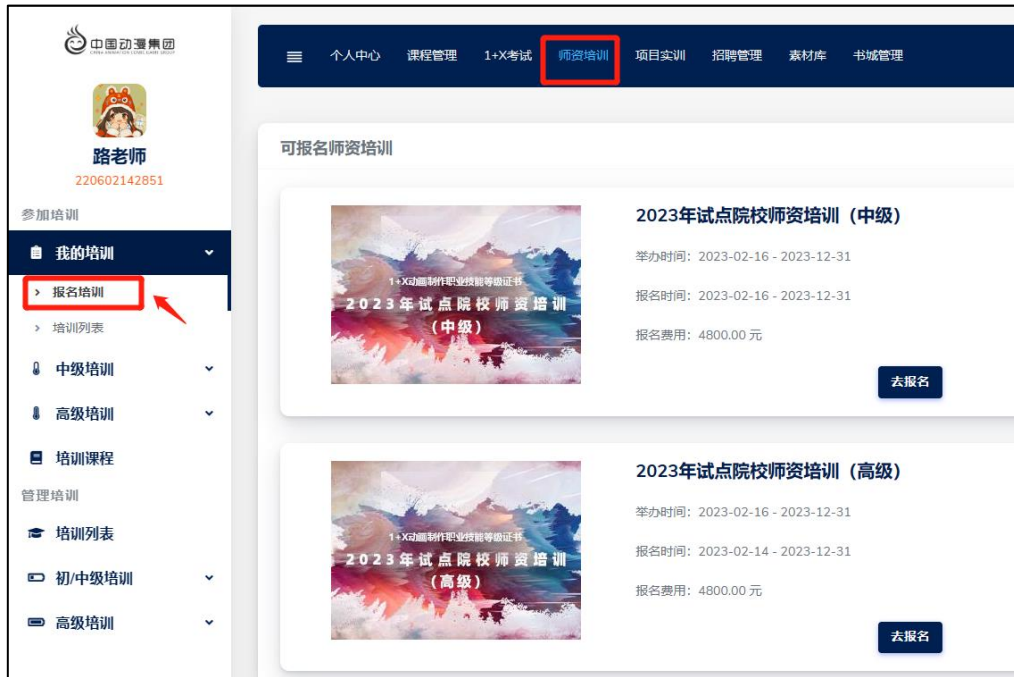 中国动漫集团
路老师
220602142851
参加培训
我的培训
报名培训
培训列表
中级培训
高级培训
培训课程
管理培训
培训列表
初/中级培训
高级培训
个人中心 课程管理 1+X考试 师资培训 项目实训 招聘管理 素材库 书城管理
可报名师资培训
1+X动画制作职业技能等级证书
2023年试点院校师资培训
(中级)
2023年试点院校师资培训（中级）
举办时间：2023-02-16 - 2023-12-31
报名时间：2023-02-16 - 2023-12-31
报名费用：4800.00 元
去报名
1+X动画制作职业技能等级证书
2023年试点院校师资培训
(高级)
2023年试点院校师资培训（高级）
举办时间：2023-02-16 - 2023-12-31
报名时间：2023-02-14 - 2023-12-31
报名费用：4800.00 元
去报名